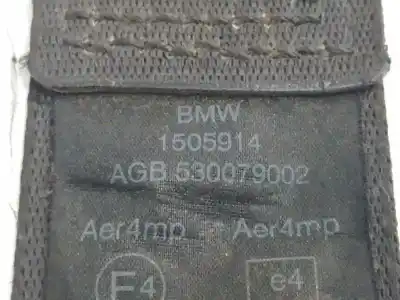 BMW
1505914
AGB 530079002
Aer4mp - Aer4mp
E4 e4